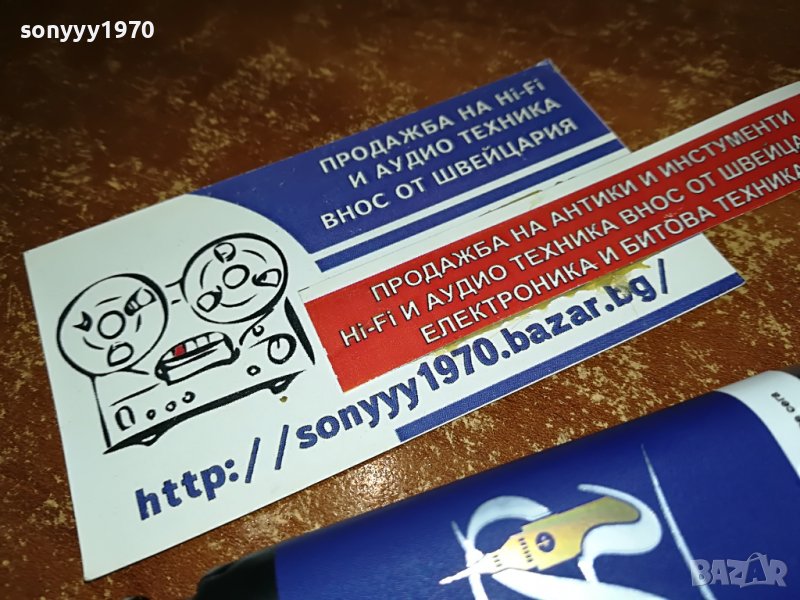 sonyyy1970
ПРОДАЖБА НА Hi-Fi
И АУДИО ТЕХНИКА
ВНОС ОТ ШВЕЙЦАРИЯ
ПРОДАЖБА НА АНТИКИ И ИНСТУМЕНТИ
Hi-Fi И АУДИО ТЕХНИКА ВНОС ОТ ШВЕЙЦА
ЕЛЕКТРОНИКА И БИТОВА ТЕХНИКА
http://sonyyy1970.bazar.bg/
сега
BAZAR